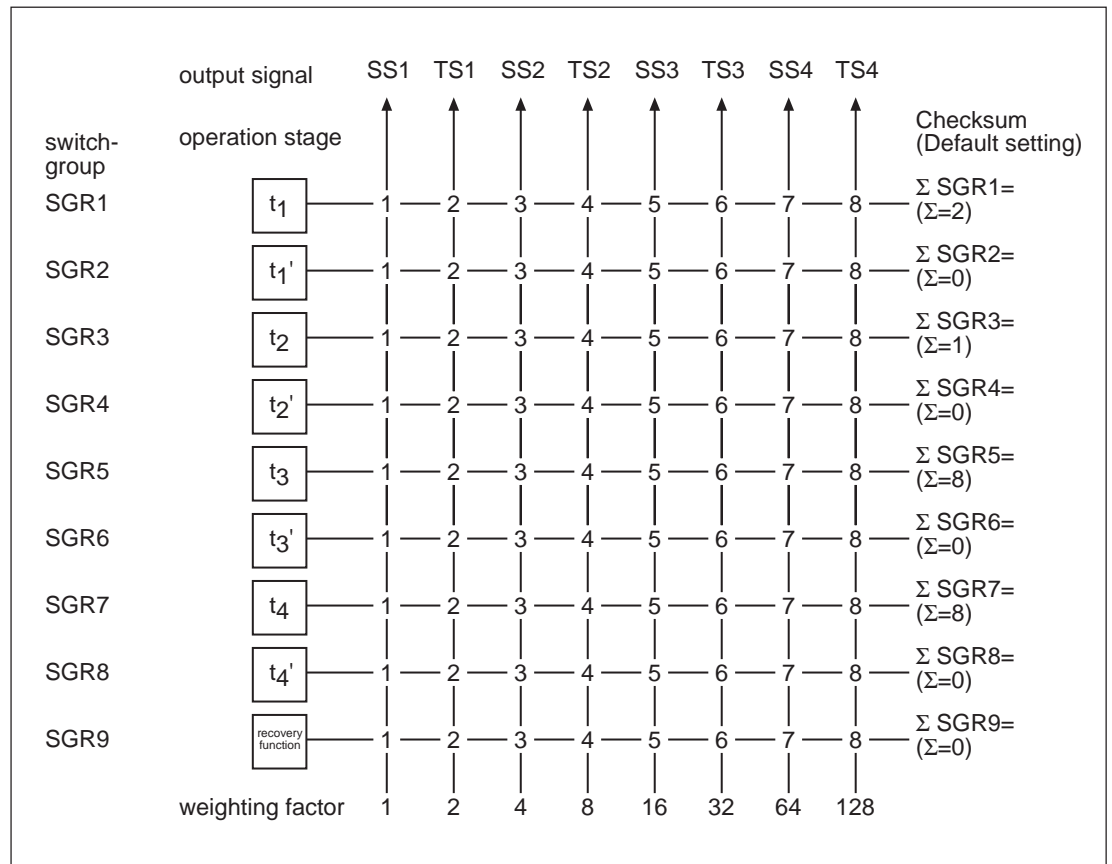 output signal SS1 TS1 SS2 TS2 SS3 TS3 SS4 TS4
operation stage
switch-
group
Checksum
(Default setting)
SGR1 t1 1 2 3 4 5 6 7 8 Σ SGR1=
(Σ=2)
SGR2 t1' 1 2 3 4 5 6 7 8 Σ SGR2=
(Σ=0)
SGR3 t2 1 2 3 4 5 6 7 8 Σ SGR3=
(Σ=1)
SGR4 t2' 1 2 3 4 5 6 7 8 Σ SGR4=
(Σ=0)
SGR5 t3 1 2 3 4 5 6 7 8 Σ SGR5=
(Σ=8)
SGR6 t3' 1 2 3 4 5 6 7 8 Σ SGR6=
(Σ=0)
SGR7 t4 1 2 3 4 5 6 7 8 Σ SGR7=
(Σ=8)
SGR8 t4' 1 2 3 4 5 6 7 8 Σ SGR8=
(Σ=0)
SGR9 recovery
function 1 2 3 4 5 6 7 8 Σ SGR9=
(Σ=0)
weighting factor 1 2 4 8 16 32 64 128